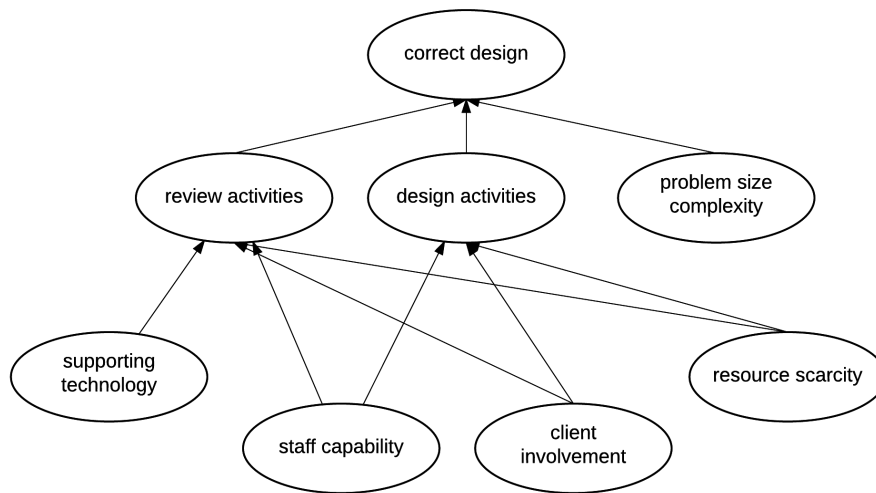 correct design
review activities
design activities
problem size
complexity
supporting
technology
resource scarcity
staff capability
client
involvement